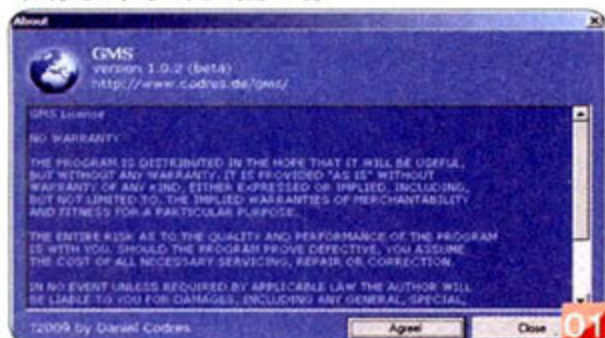 About
GMS
version 1.0.2 (beta)
http://www.codres.de/gms/
GMS License
NO WARRANTY
THE PROGRAM IS DISTRIBUTED IN THE HOPE THAT IT WILL BE USEFUL,
BUT WITHOUT ANY WARRANTY. IT IS PROVIDED "AS IS" WITHOUT
WARRANTY OF ANY KIND, EITHER EXPRESSED OR IMPLIED, INCLUDING,
BUT NOT LIMITED TO, THE IMPLIED WARRANTIES OF MERCHANTABILITY
AND FITNESS FOR A PARTICULAR PURPOSE.
THE ENTIRE RISK AS TO THE QUALITY AND PERFORMANCE OF THE PROGRAM
IS WITH YOU. SHOULD THE PROGRAM PROVE DEFECTIVE, YOU ASSUME
THE COST OF ALL NECESSARY SERVICING, REPAIR OR CORRECTION.
IN NO EVENT UNLESS REQUIRED BY APPLICABLE LAW THE AUTHOR WILL
BE LIABLE TO YOU FOR DAMAGES, INCLUDING ANY GENERAL, SPECIAL,
©2009 by Daniel Codres
Agree!
Close
01